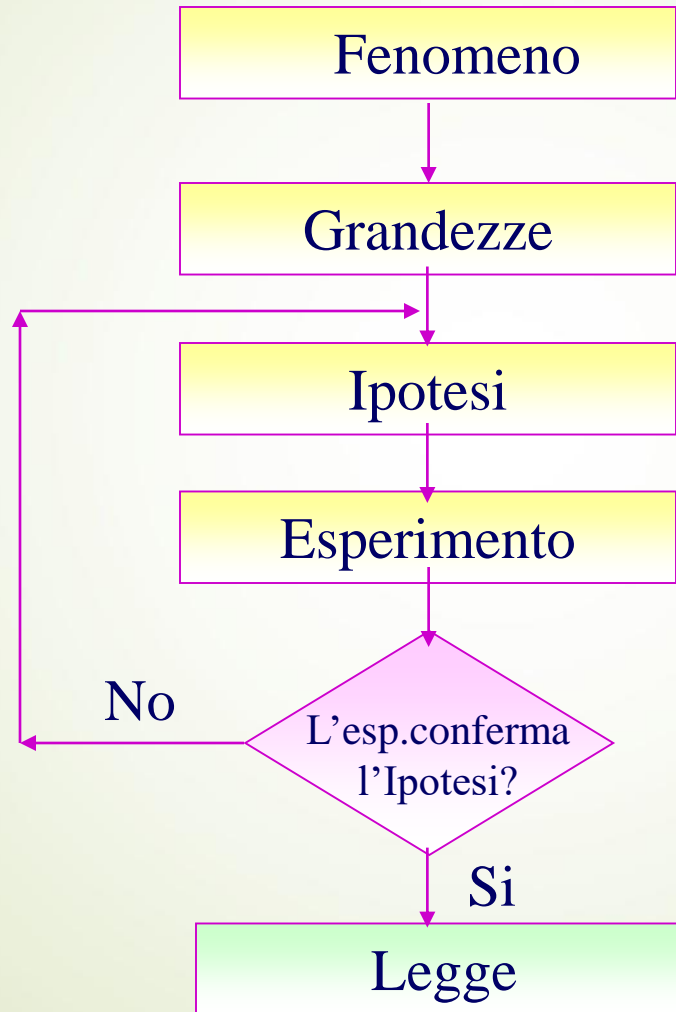 Fenomeno
Grandezze
Ipotesi
Esperimento
No
L’esp.conferma
l’Ipotesi?
Si
Legge